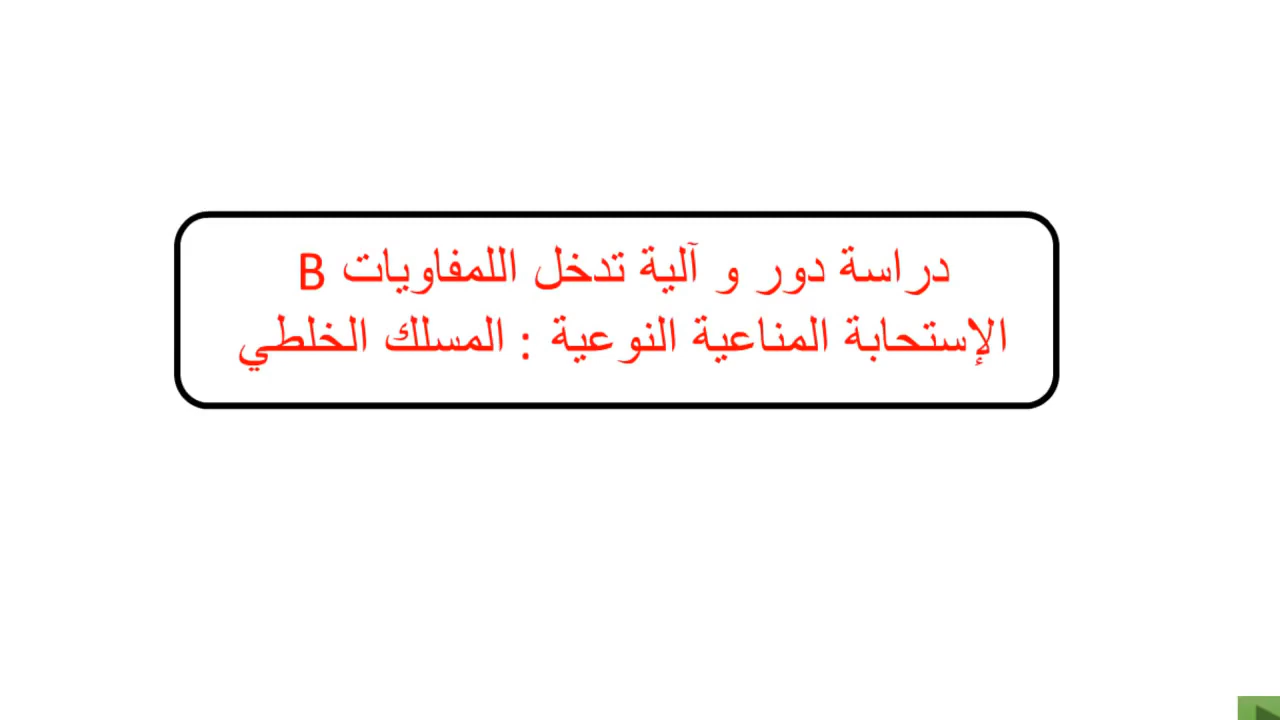 دراسة دور و آلية تدخل اللمفاويات B
الإستحابة المناعية النوعية : المسلك الخلطي